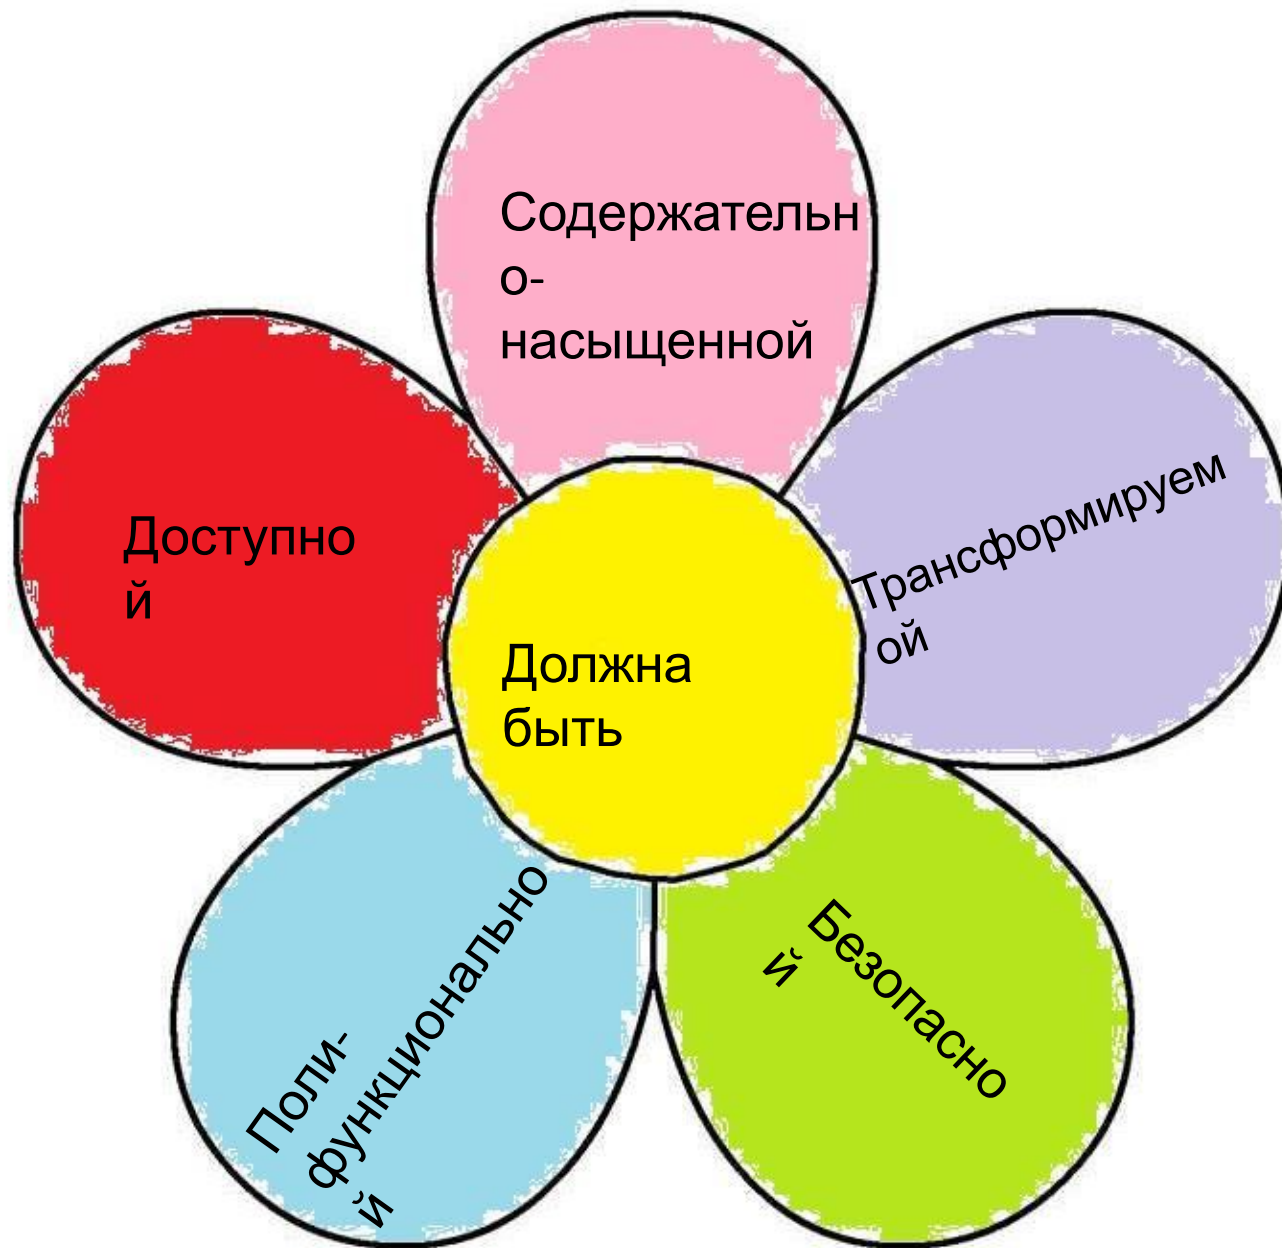 Содержательн
о-
насыщенной
Трансформируем
ой
Доступно
й
Должна
быть
Безопасно
й
Поли-
функционально
й